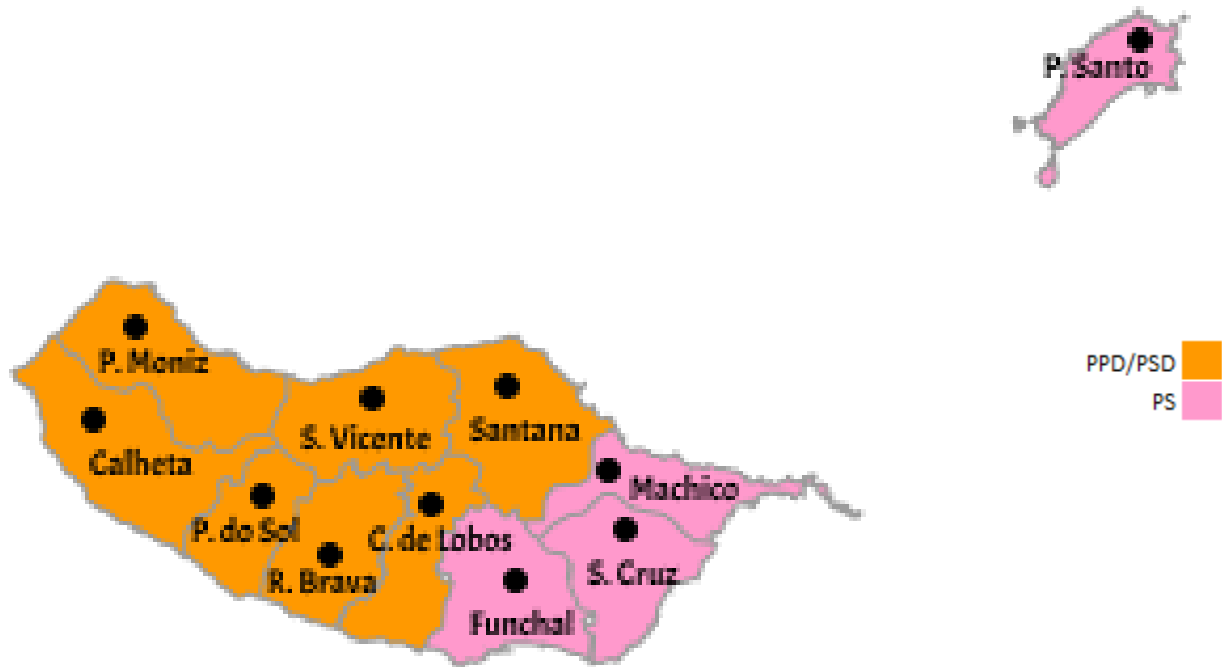 P. Santo
P. Moniz
PPD/PSD
PS
S. Vicente
Santana
Calheta
Machico
P. do Sol
C. de Lobos
R. Brava
S. Cruz
Funchal